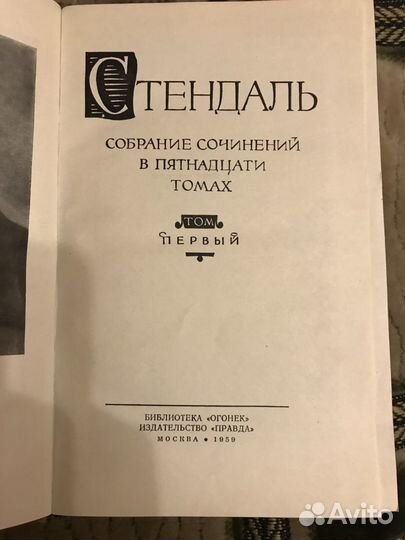 СТЕНДАЛЬ
СОБРАНИЕ СОЧИНЕНИЙ
В ПЯТНАДЦАТИ
ТОМАХ
ТОМ
ПЕРВЫЙ
БИБЛИОТЕКА «ОГОНЕК»
ИЗДАТЕЛЬСТВО «ПРАВДА»
МОСКВА • 1959
Avito